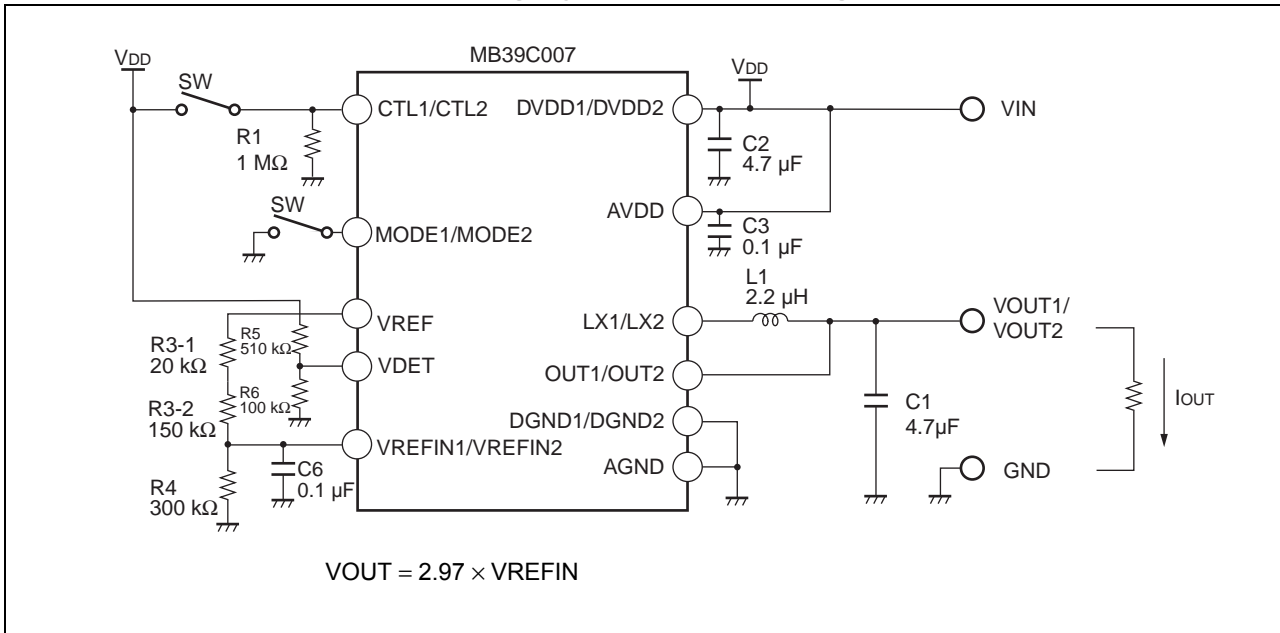 MB39C007
VDD
SW
R1
1 MΩ
CTL1/CTL2
DVDD1/DVDD2
VDD
VIN
C2
4.7 μF
SW
MODE1/MODE2
AVDD
C3
0.1 μF
L1
2.2 μH
VREF
LX1/LX2
VOUT1/
VOUT2
R3-1
20 kΩ
R5
510 kΩ
VDET
OUT1/OUT2
R6
100 kΩ
R3-2
150 kΩ
DGND1/DGND2
C1
4.7μF
IOUT
VREFIN1/VREFIN2
AGND
GND
C6
0.1 μF
R4
300 kΩ
VOUT = 2.97 × VREFIN